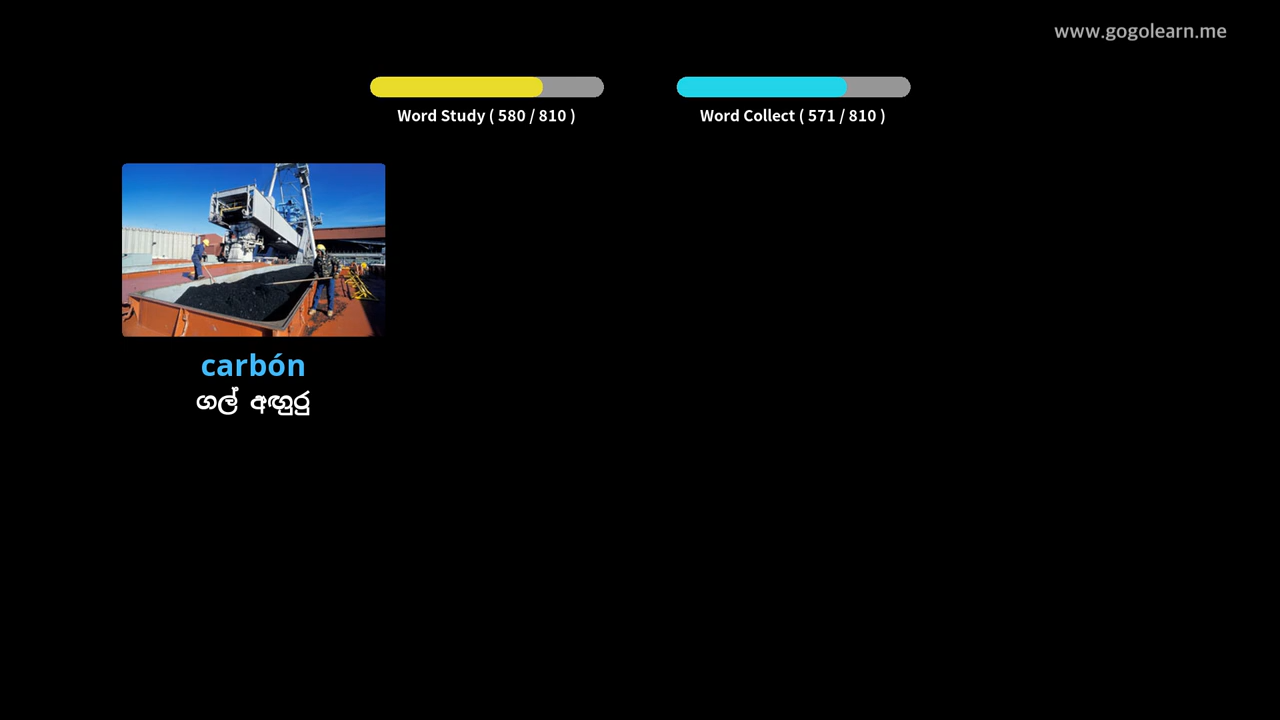 www.gogolearn.me
Word Study ( 580 / 810 )
Word Collect ( 571 / 810 )
carbón
ගල් අඟුරු